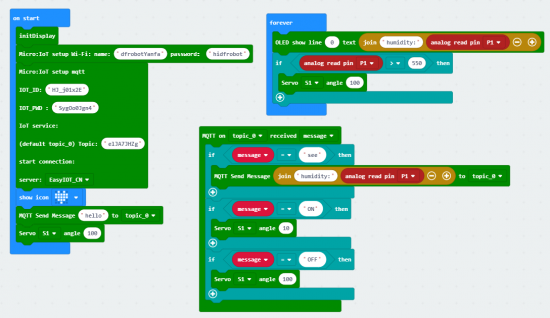 on start
initDisplay
Micro:IoT setup Wi-Fi: name: dfrobotYanfa password: hidfrobot
Micro:IoT setup mqtt
IOT_ID: HJ_j01x2E
IOT_PWD : SygOo0Jgn4
IoT service:
(default topic_0) Topic: e1JA7JHZg
start connection:
server: EasyIOT_CN
show icon
MQTT Send Message "hello" to topic_0
Servo S1 angle 100
forever
OLED show line 0 text join "humidity:" analog read pin P1
if analog read pin P1 > 550 then
Servo S1 angle 100
MQTT on topic_0 received message
if message = "see" then
MQTT Send Message join "humidity:" analog read pin P1 to topic_0
if message = "ON" then
Servo S1 angle 10
if message = "OFF" then
Servo S1 angle 100